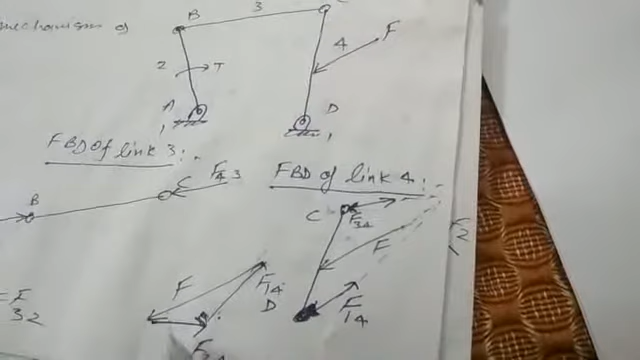 mechanism of
B
3
2
T
4
F
A
D
1
1
FBD of link 3:-
FBD of link 4:-
B
C
F43
C
F34
F
D
F14
F
F14
= F32